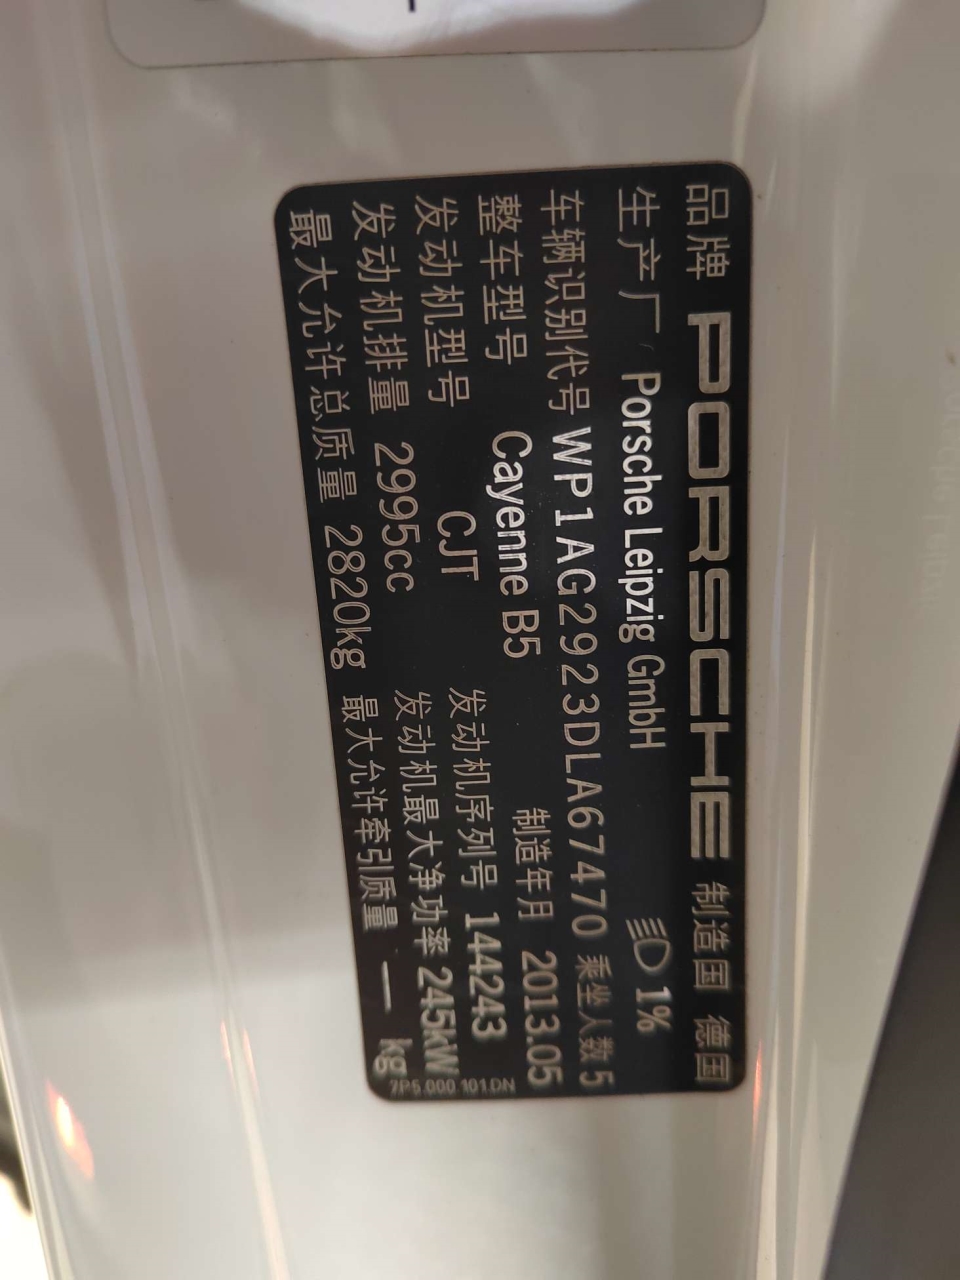 品牌 PORSCHE 制造国 德国
生产厂 Porsche Leipzig GmbH 1%
车辆识别代号 WP1AG2923DLA67470 乘坐人数 5
整车型号 Cayenne B5 制造年月 2013.05
发动机型号 CJT 发动机序列号 144243
发动机排量 2995cc 发动机最大净功率 245kW
最大允许总质量 2820kg 最大允许牵引质量 — kg
7P5.000.101.DN